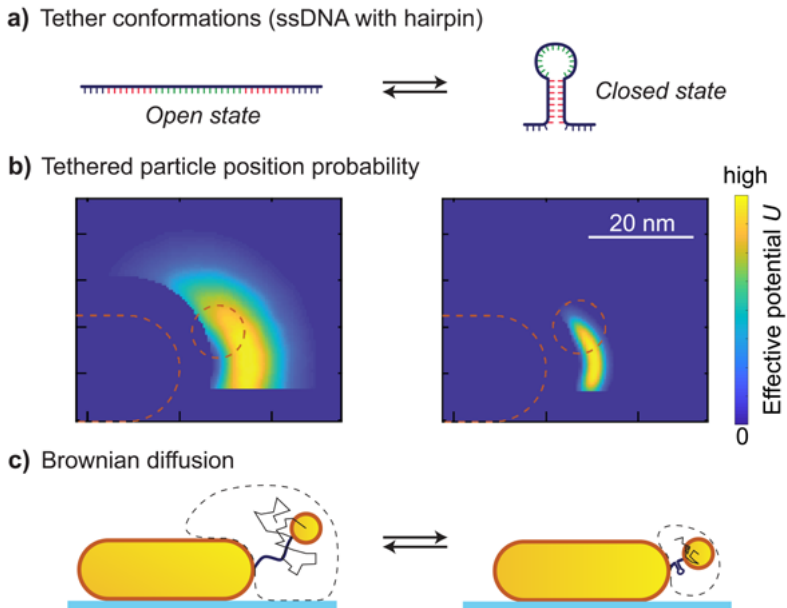 a) Tether conformations (ssDNA with hairpin)
Open state
Closed state
b) Tethered particle position probability
high
20 nm
Effective potential U
0
c) Brownian diffusion